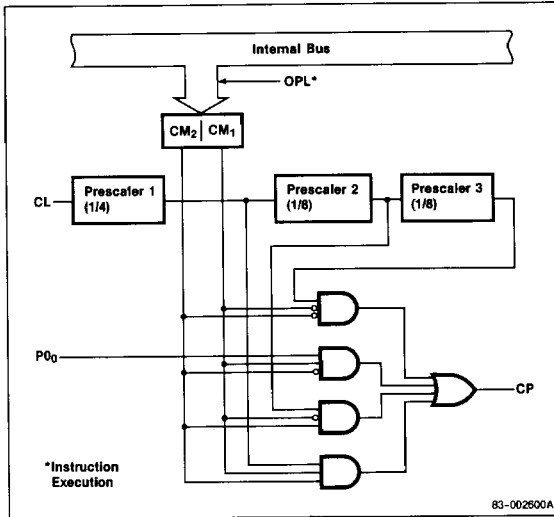 Internal Bus
OPL*
CM2 CM1
CL
Prescaler 1
(1/4)
Prescaler 2
(1/8)
Prescaler 3
(1/8)
P00
CP
*Instruction
Execution
83-002600A